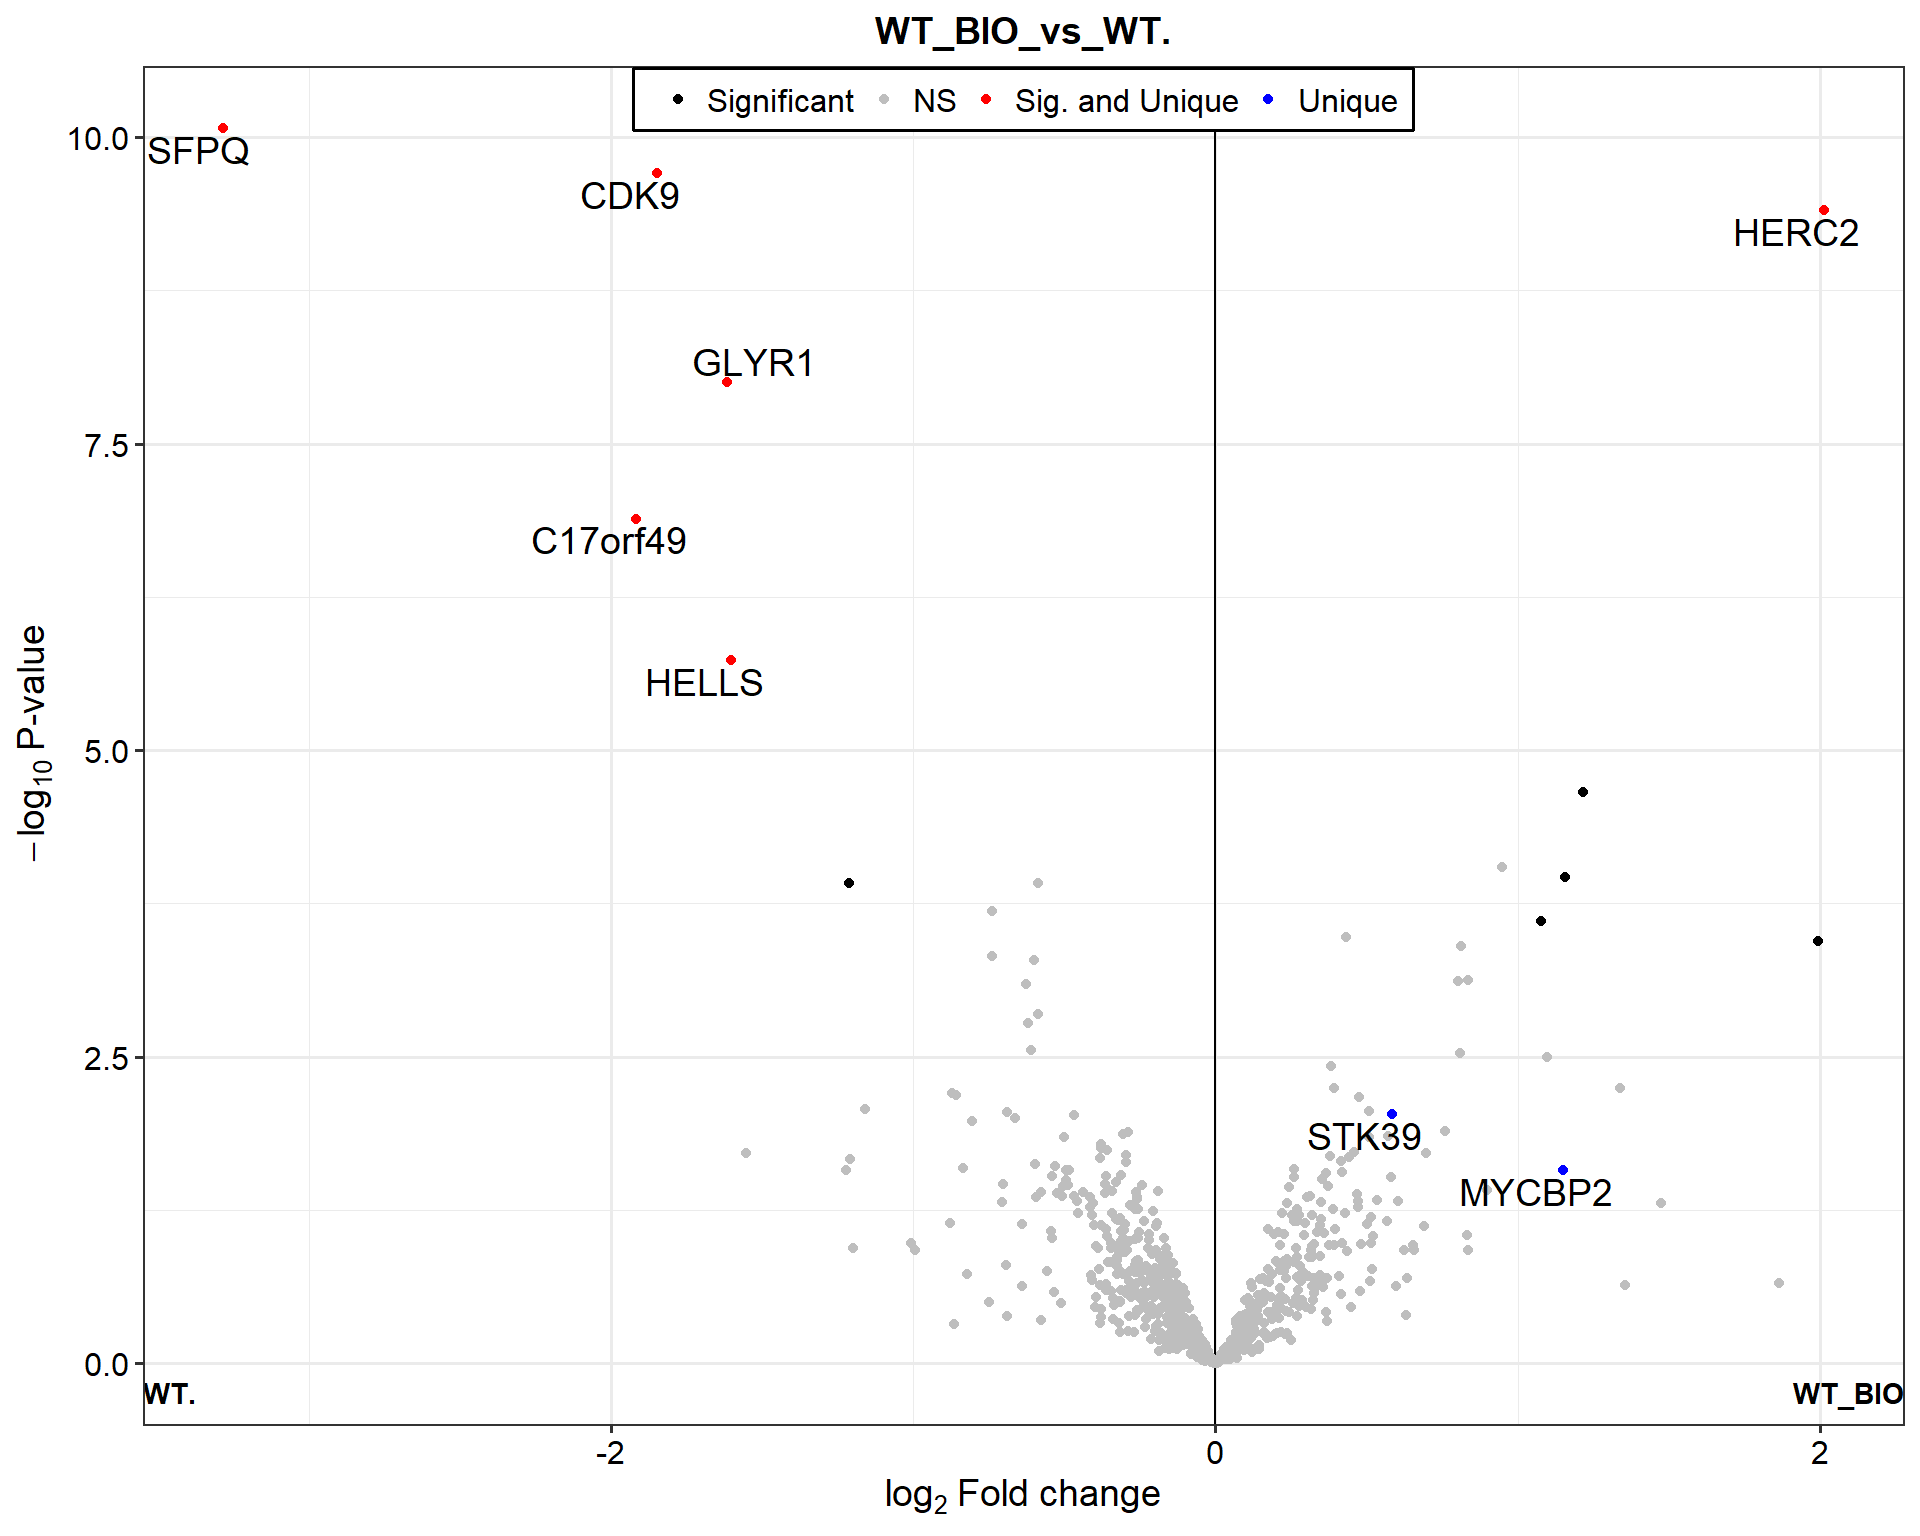 WT_BIO_vs_WT.
Significant NS Sig. and Unique Unique
10.0
SFPQ
CDK9
HERC2
GLYR1
7.5
C17orf49
HELLS
5.0
−log10 P-value
2.5
STK39
MYCBP2
0.0
WT.
WT_BIO
-2 0 2
log2 Fold change